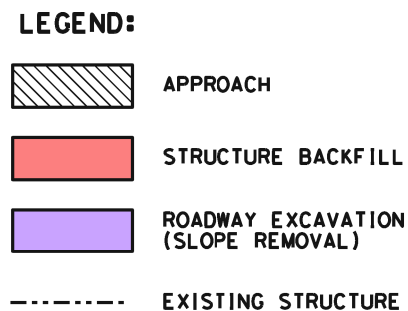 LEGEND:
APPROACH
STRUCTURE BACKFILL
ROADWAY EXCAVATION
(SLOPE REMOVAL)
EXISTING STRUCTURE